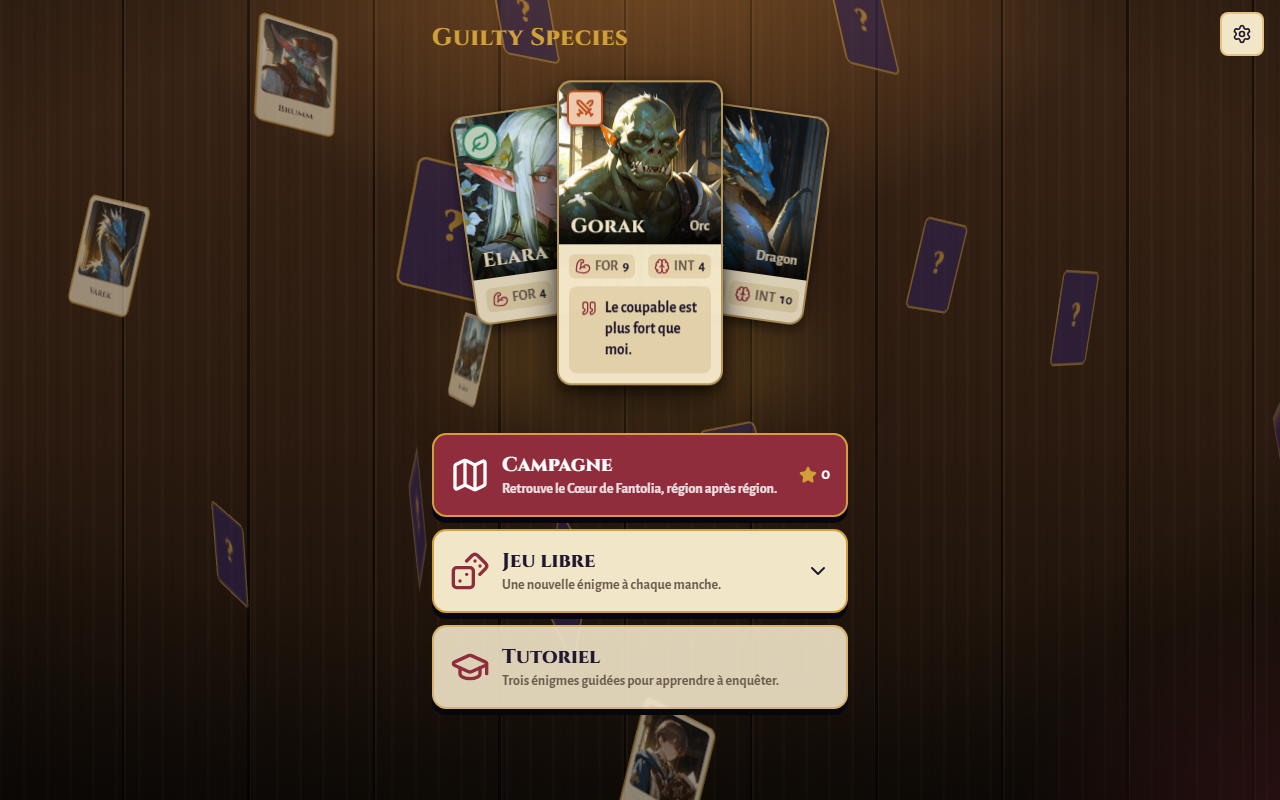 Guilty Species
?
?
Brumm
Gorak
Orc
Elara
Dragon
FOR 9
INT 4
FOR 4
INT 10
Le coupable est
plus fort que
moi.
?
Varek
?
?
Campagne
Retrouve le Cœur de Fantolia, région après région.
0
Jeu libre
Une nouvelle énigme à chaque manche.
?
Tutoriel
Trois énigmes guidées pour apprendre à enquêter.